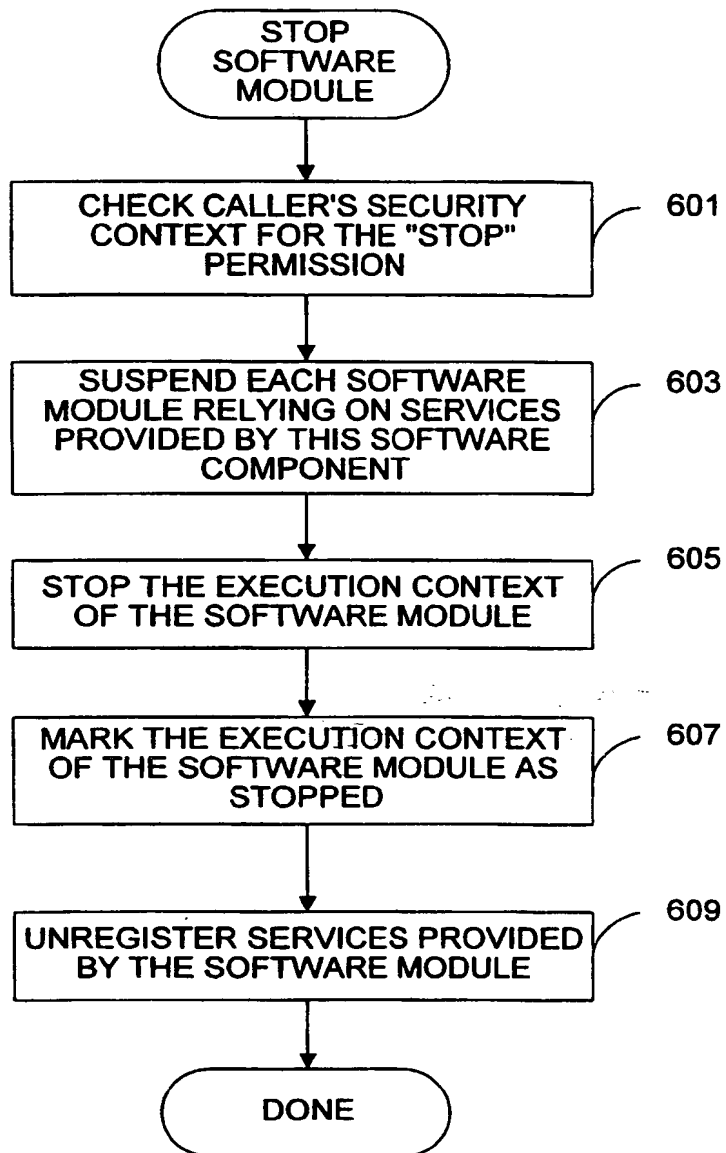 STOP
SOFTWARE
MODULE
CHECK CALLER'S SECURITY
CONTEXT FOR THE "STOP"
PERMISSION
601
SUSPEND EACH SOFTWARE
MODULE RELYING ON SERVICES
PROVIDED BY THIS SOFTWARE
COMPONENT
603
STOP THE EXECUTION CONTEXT
OF THE SOFTWARE MODULE
605
MARK THE EXECUTION CONTEXT
OF THE SOFTWARE MODULE AS
STOPPED
607
UNREGISTER SERVICES PROVIDED
BY THE SOFTWARE MODULE
609
DONE